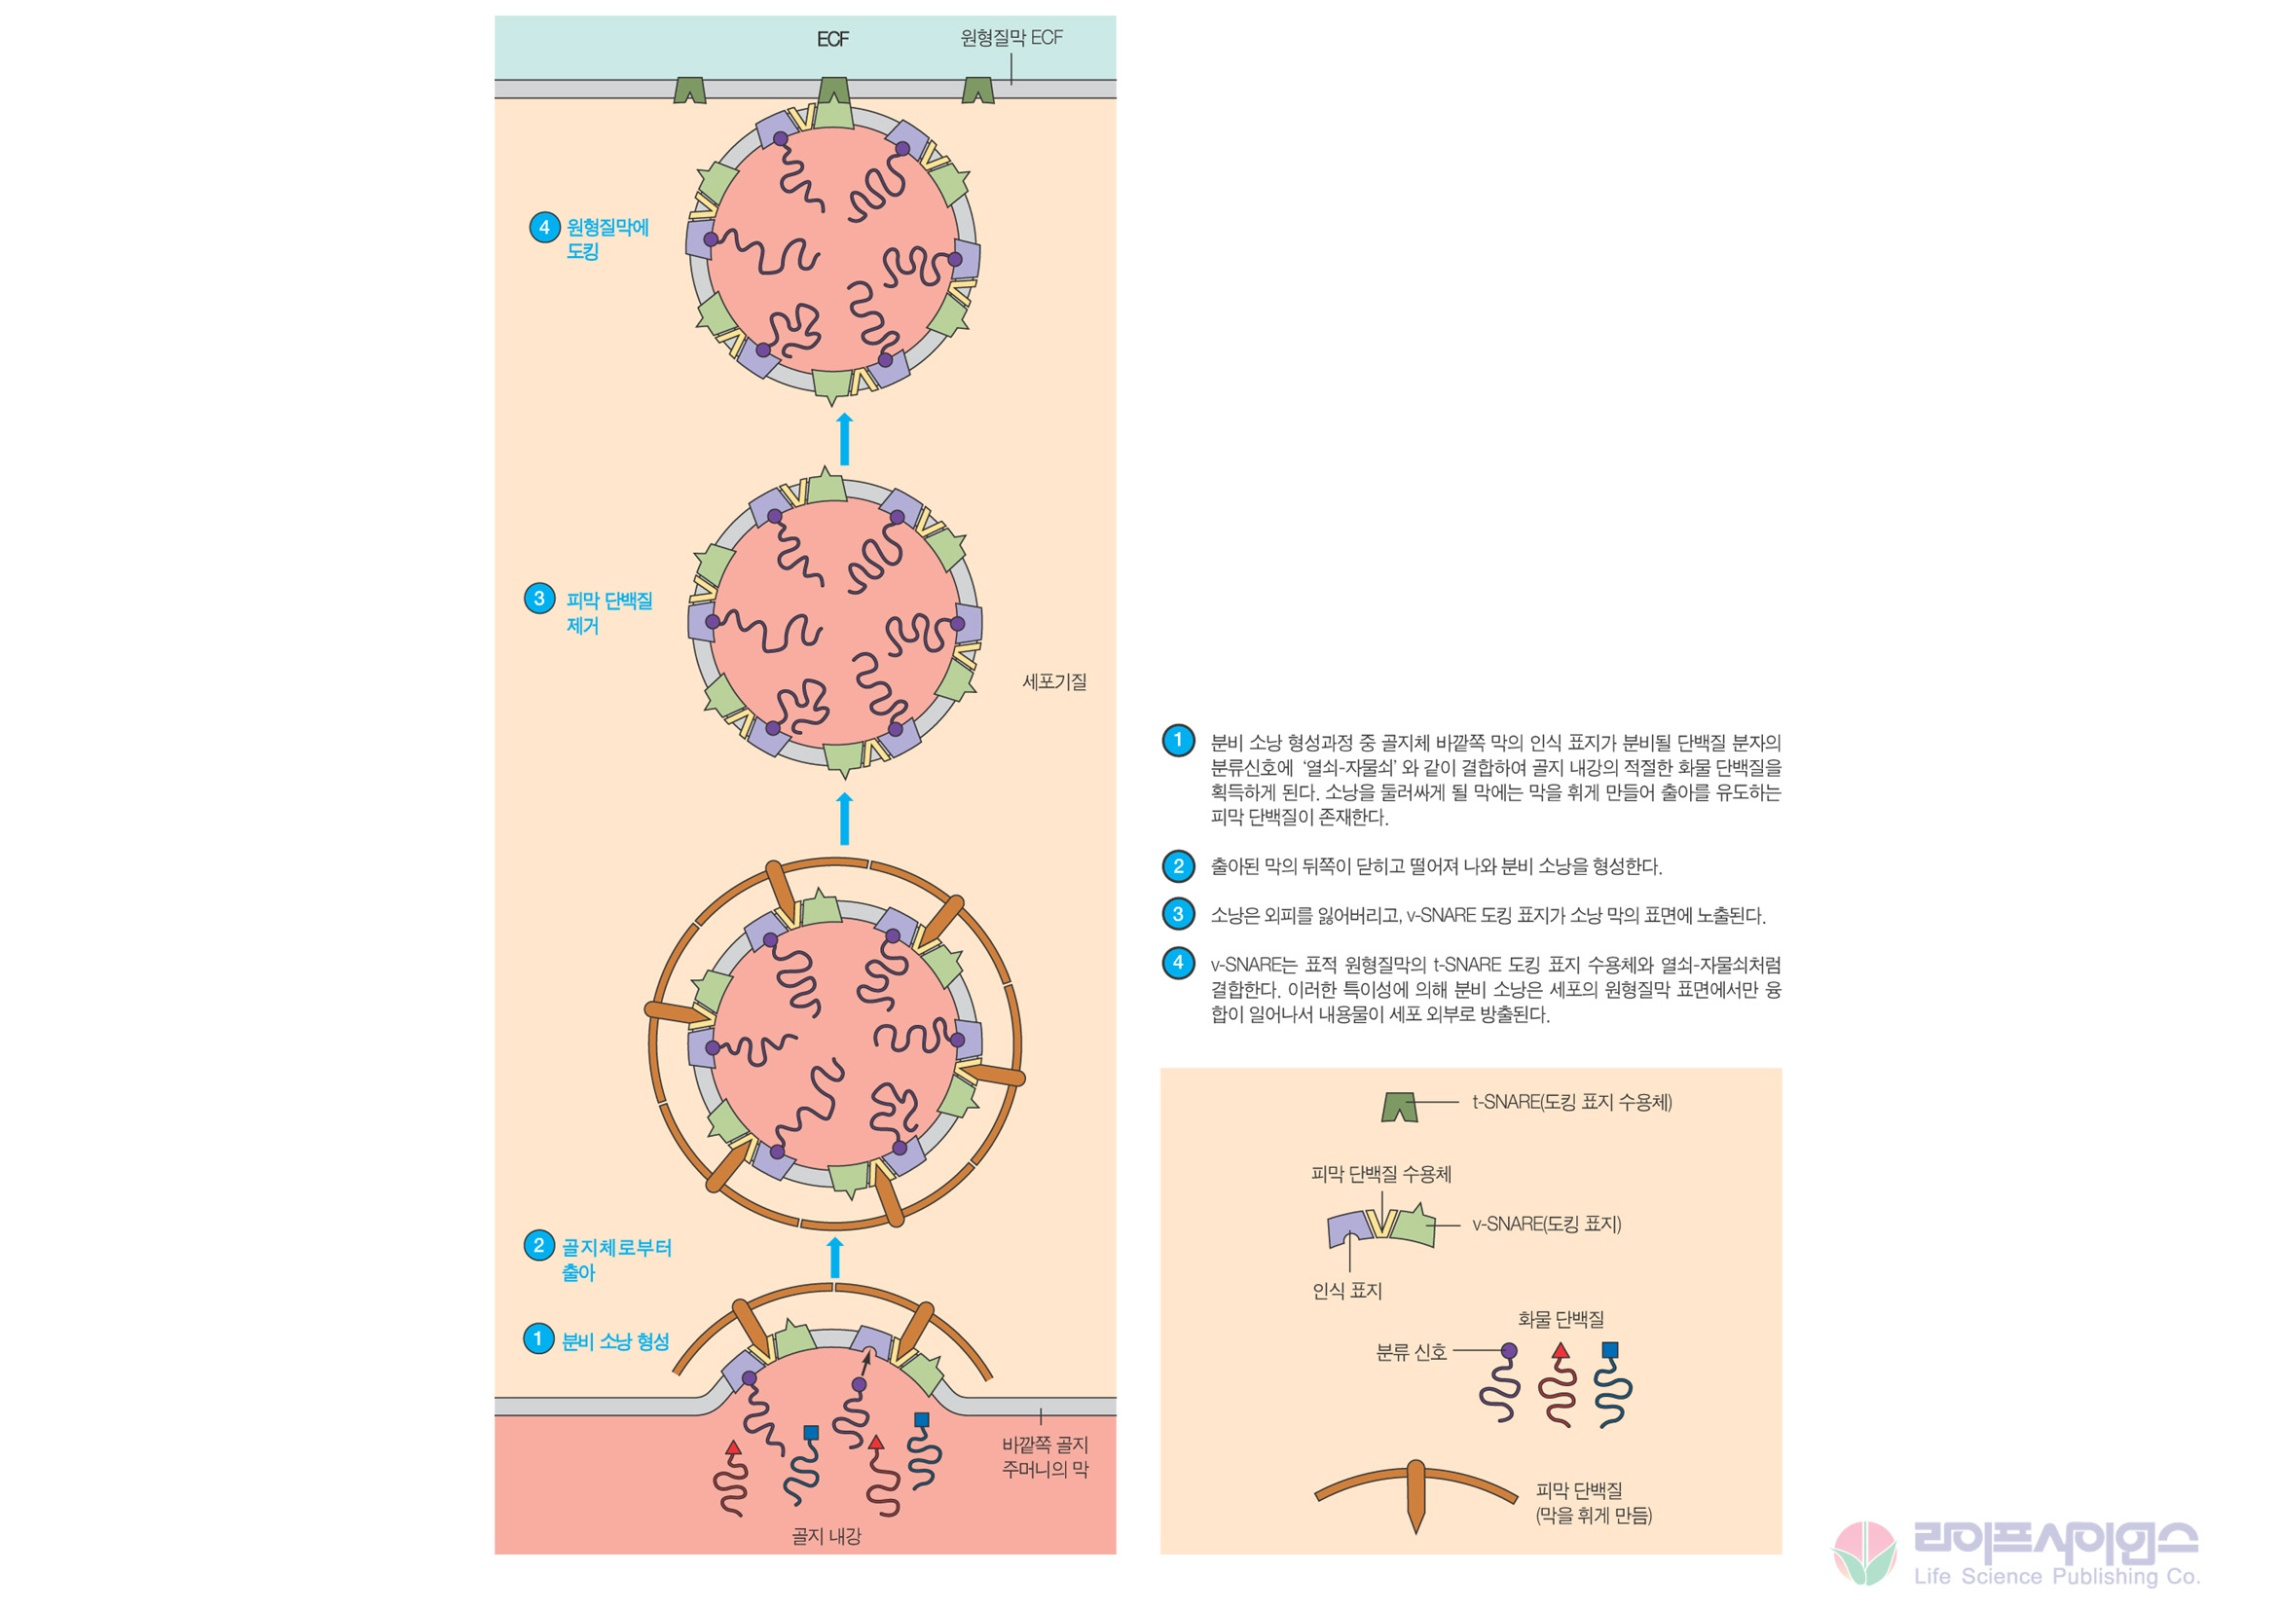 ECF
원형질막 ECF
4 원형질막에
도킹
3 피막 단백질
제거
세포기질
2 골지체로부터
출아
1 분비 소낭 형성
바깥쪽 골지
주머니의 막
골지 내강
1 분비 소낭 형성과정 중 골지체 바깥쪽 막의 인식 표지가 분비될 단백질 분자의
분류신호에 ‘열쇠-자물쇠’와 같이 결합하여 골지 내강의 적절한 화물 단백질을
획득하게 된다. 소낭을 둘러싸게 될 막에는 막을 휘게 만들어 출아를 유도하는
피막 단백질이 존재한다.
2 출아된 막의 뒤쪽이 닫히고 떨어져 나와 분비 소낭을 형성한다.
3 소낭은 외피를 잃어버리고, v-SNARE 도킹 표지가 소낭 막의 표면에 노출된다.
4 v-SNARE는 표적 원형질막의 t-SNARE 도킹 표지 수용체와 열쇠-자물쇠처럼
결합한다. 이러한 특이성에 의해 분비 소낭은 세포의 원형질막 표면에서만 융
합이 일어나서 내용물이 세포 외부로 방출된다.
t-SNARE(도킹 표지 수용체)
피막 단백질 수용체
v-SNARE(도킹 표지)
인식 표지
화물 단백질
분류 신호
피막 단백질
(막을 휘게 만듬)
라이프사이언스
Life Science Publishing Co.